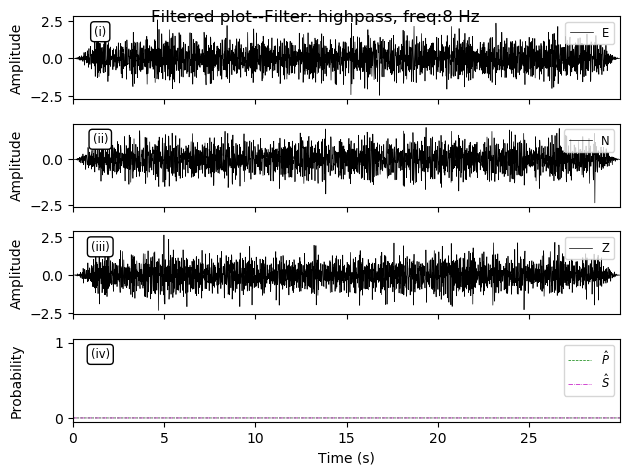 Filtered plot--Filter: highpass, freq:8 Hz
2.5
(i)
E
Amplitude
0.0
−2.5
(ii)
N
Amplitude
0.0
−2.5
2.5
(iii)
Z
Amplitude
0.0
−2.5
1
(iv)
P̂
Ŝ
Probability
0
0 5 10 15 20 25
Time (s)